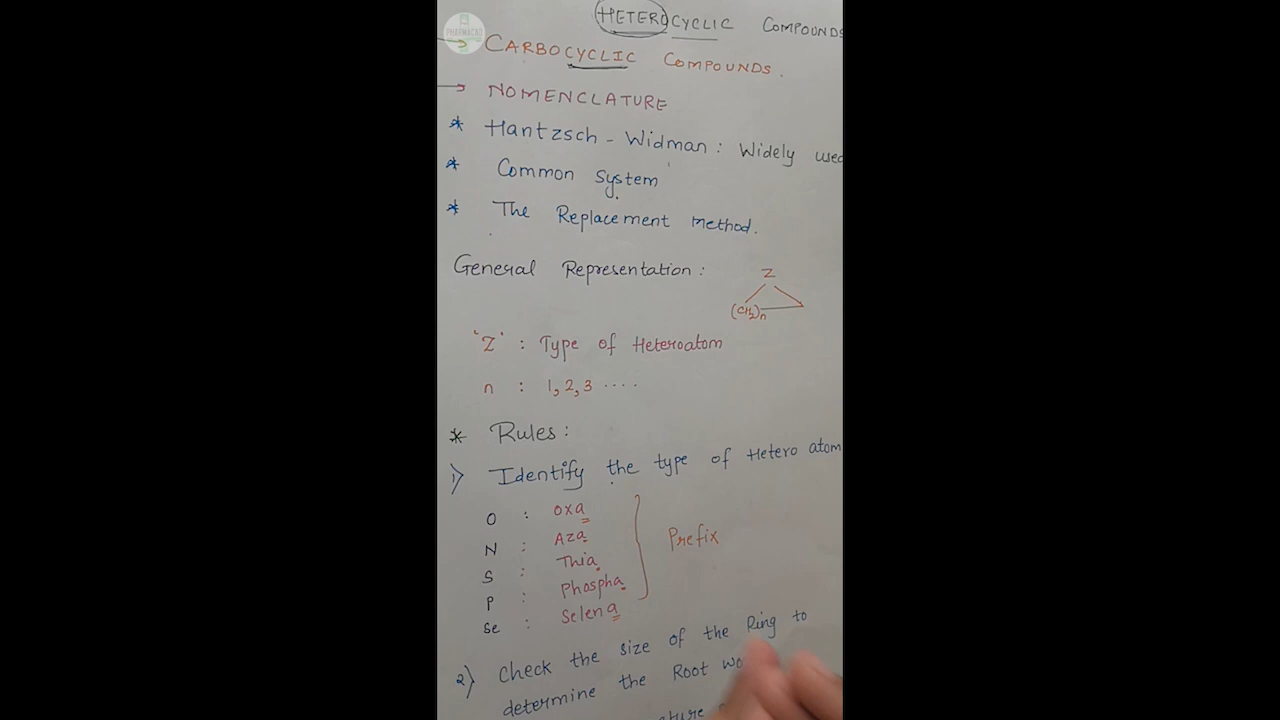 HETEROCYCLIC COMPOUNDS
PHARMACAD
CARBOCYCLIC COMPOUNDS.
→ NOMENCLATURE
* Hantzsch - Widman : Widely used
* Common System
* The Replacement Method.
General Representation :
Z
(CH2)n
'Z' : Type of Heteroatom
n : 1, 2, 3 ....
* Rules :
1) Identify the type of Hetero atom
O : oxa
N : Aza
S : Thia
P : Phospha
Se : Selena
Prefix
2) Check the size of the Ring to
determine the Root